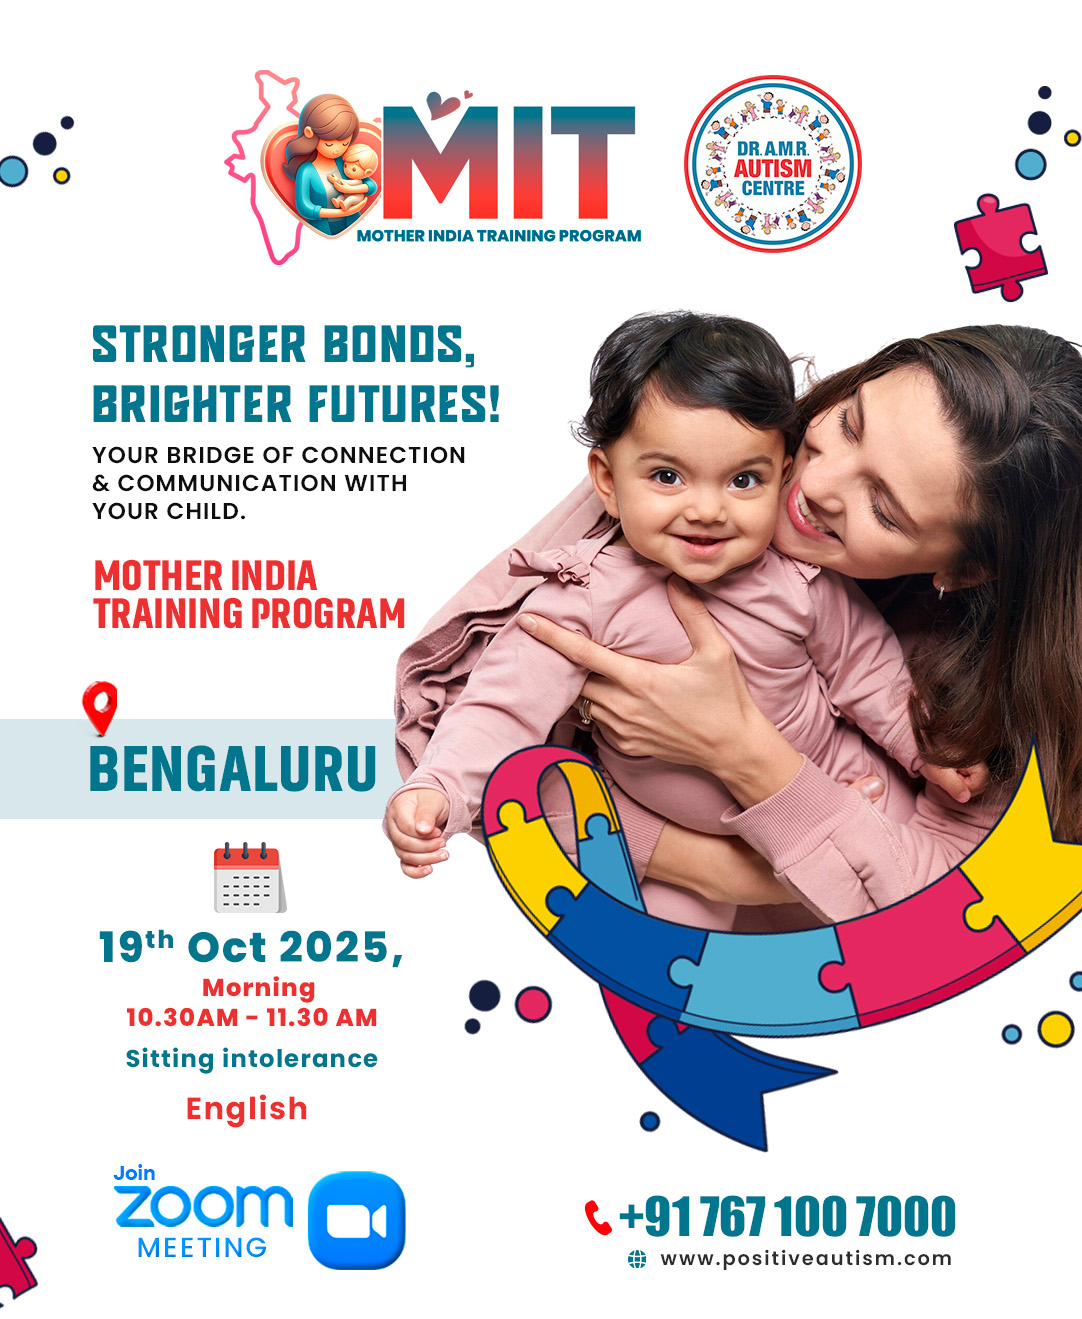 MIT
MOTHER INDIA TRAINING PROGRAM
DR.A.M.R.
AUTISM
CENTRE
STRONGER BONDS,
BRIGHTER FUTURES!
YOUR BRIDGE OF CONNECTION
& COMMUNICATION WITH
YOUR CHILD.
MOTHER INDIA
TRAINING PROGRAM
BENGALURU
19th Oct 2025,
Morning
10.30AM - 11.30 AM
Sitting intolerance
English
Join
zoom
MEETING
+91 767 100 7000
www.positiveautism.com